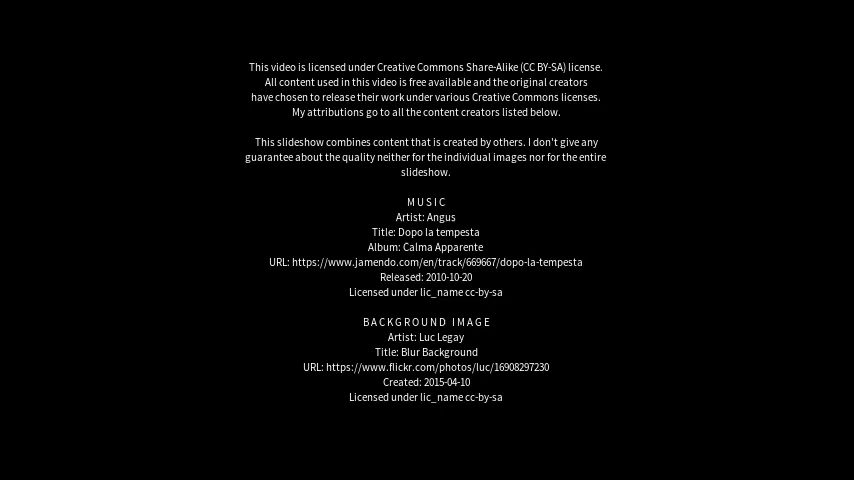 This video is licensed under Creative Commons Share-Alike (CC BY-SA) license.
All content used in this video is free available and the original creators
have chosen to release their work under various Creative Commons licenses.
My attributions go to all the content creators listed below.
This slideshow combines content that is created by others. I don't give any
guarantee about the quality neither for the individual images nor for the entire
slideshow.
MUSIC
Artist: Angus
Title: Dopo la tempesta
Album: Calma Apparente
URL: https://www.jamendo.com/en/track/669667/dopo-la-tempesta
Released: 2010-10-20
Licensed under lic_name cc-by-sa
BACKGROUND IMAGE
Artist: Luc Legay
Title: Blur Background
URL: https://www.flickr.com/photos/luc/16908297230
Created: 2015-04-10
Licensed under lic_name cc-by-sa